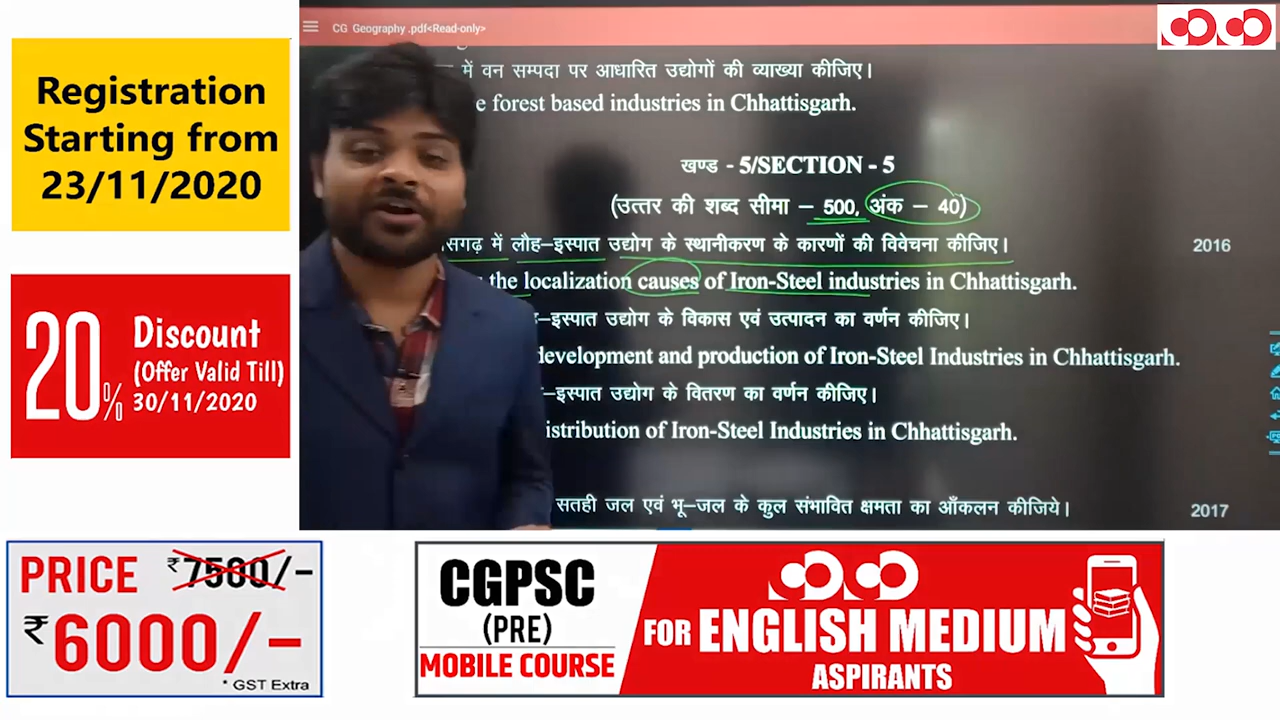 Registration
Starting from
23/11/2020
20% Discount
(Offer Valid Till)
30/11/2020
PRICE ₹7500/-
₹6000/-
* GST Extra
CG Geography .pdf<Read-only>
में वन सम्पदा पर आधारित उद्योगों की व्याख्या कीजिए।
forest based industries in Chhattisgarh.
खण्ड - 5/SECTION - 5
(उत्तर की शब्द सीमा – 500, अंक – 40)
में लौह–इस्पात उद्योग के स्थानीकरण के कारणों की विवेचना कीजिए। 2016
the localization causes of Iron-Steel industries in Chhattisgarh.
–इस्पात उद्योग के विकास एवं उत्पादन का वर्णन कीजिए।
development and production of Iron-Steel Industries in Chhattisgarh.
–इस्पात उद्योग के वितरण का वर्णन कीजिए।
istribution of Iron-Steel Industries in Chhattisgarh.
सतही जल एवं भू–जल के कुल संभावित क्षमता का आँकलन कीजिये। 2017
CGPSC
(PRE)
MOBILE COURSE
FOR ENGLISH MEDIUM
ASPIRANTS